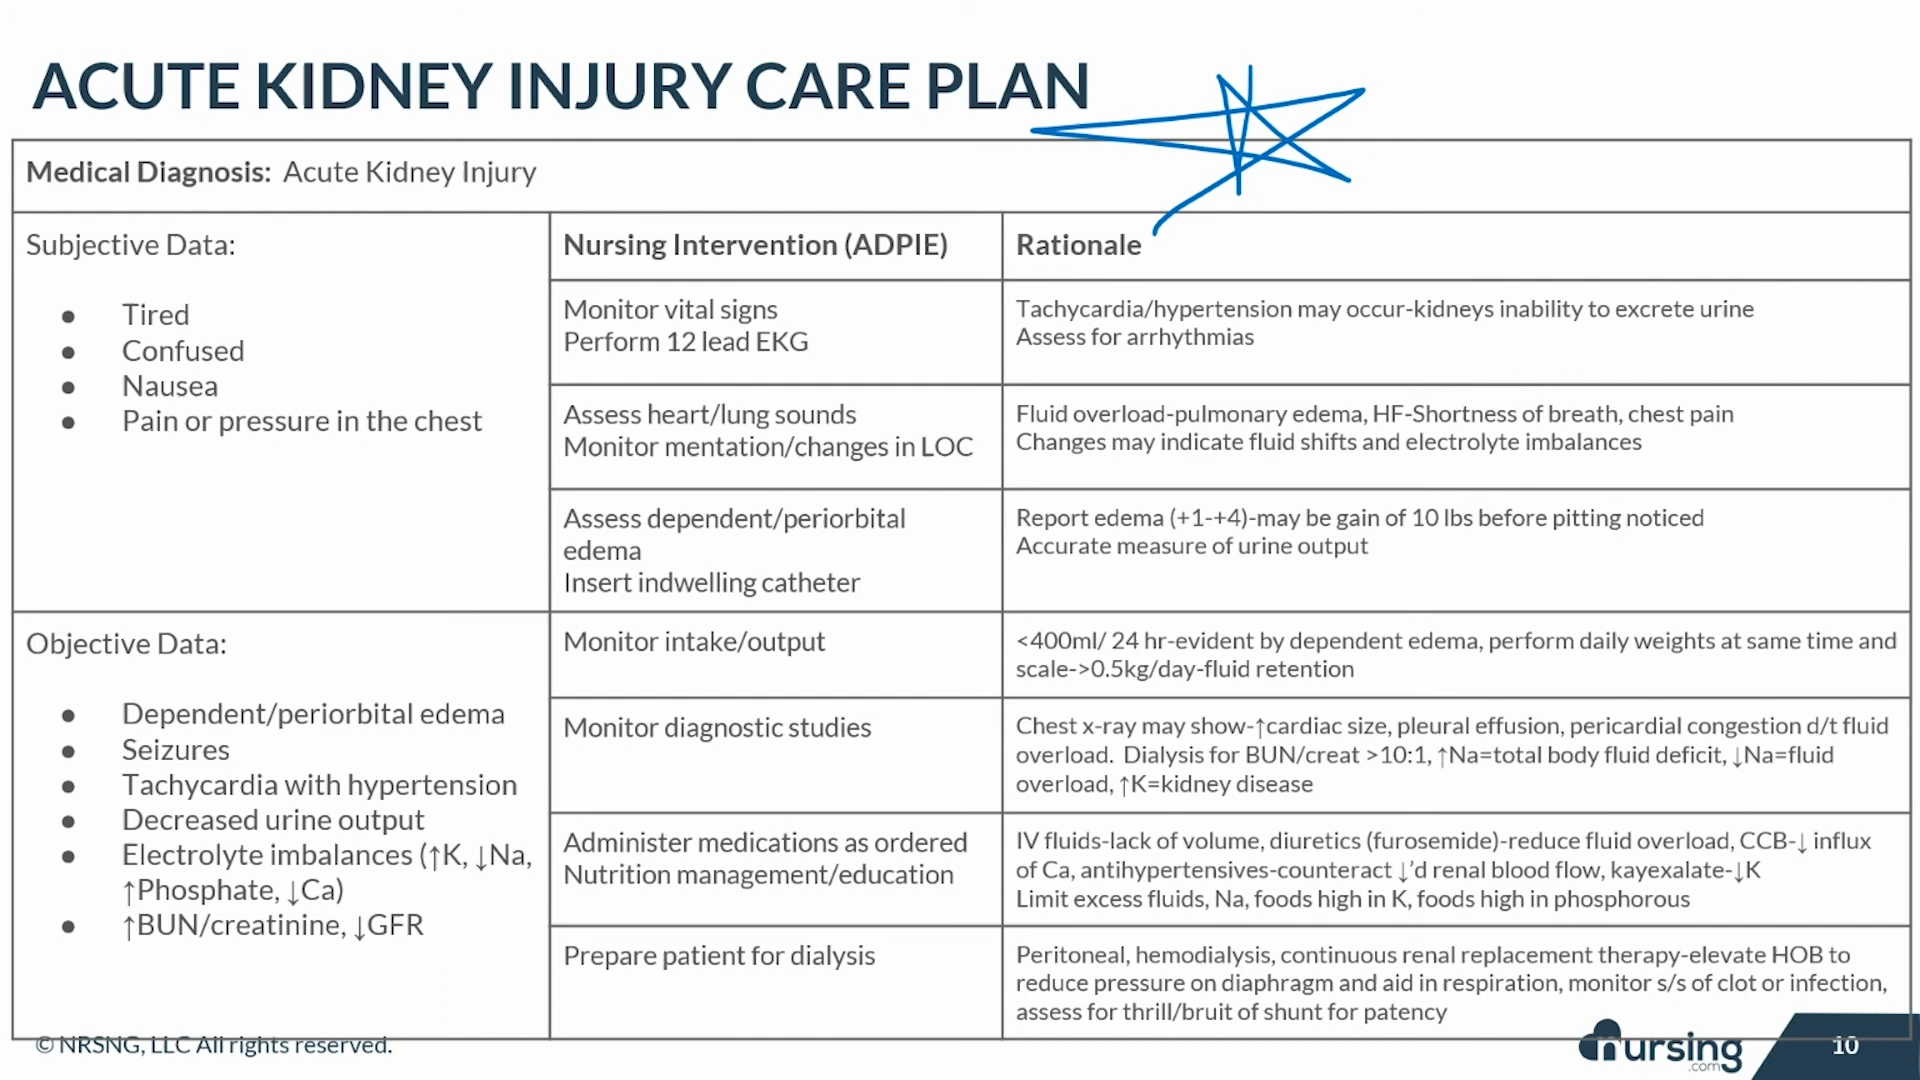 ACUTE KIDNEY INJURY CARE PLAN
Medical Diagnosis: Acute Kidney Injury
Subjective Data:
● Tired
● Confused
● Nausea
● Pain or pressure in the chest
Nursing Intervention (ADPIE)
Rationale
Monitor vital signs
Perform 12 lead EKG
Tachycardia/hypertension may occur-kidneys inability to excrete urine
Assess for arrhythmias
Assess heart/lung sounds
Monitor mentation/changes in LOC
Fluid overload-pulmonary edema, HF-Shortness of breath, chest pain
Changes may indicate fluid shifts and electrolyte imbalances
Assess dependent/periorbital
edema
Insert indwelling catheter
Report edema (+1-+4)-may be gain of 10 lbs before pitting noticed
Accurate measure of urine output
Objective Data:
● Dependent/periorbital edema
● Seizures
● Tachycardia with hypertension
● Decreased urine output
● Electrolyte imbalances (↑K, ↓Na,
↑Phosphate, ↓Ca)
● ↑BUN/creatinine, ↓GFR
Monitor intake/output
<400ml/ 24 hr-evident by dependent edema, perform daily weights at same time and
scale->0.5kg/day-fluid retention
Monitor diagnostic studies
Chest x-ray may show-↑cardiac size, pleural effusion, pericardial congestion d/t fluid
overload. Dialysis for BUN/creat >10:1, ↑Na=total body fluid deficit, ↓Na=fluid
overload, ↑K=kidney disease
Administer medications as ordered
Nutrition management/education
IV fluids-lack of volume, diuretics (furosemide)-reduce fluid overload, CCB-↓ influx
of Ca, antihypertensives-counteract ↓'d renal blood flow, kayexalate-↓K
Limit excess fluids, Na, foods high in K, foods high in phosphorous
Prepare patient for dialysis
Peritoneal, hemodialysis, continuous renal replacement therapy-elevate HOB to
reduce pressure on diaphragm and aid in respiration, monitor s/s of clot or infection,
assess for thrill/bruit of shunt for patency
© NRSNG, LLC All rights reserved.
nursing
.com
10